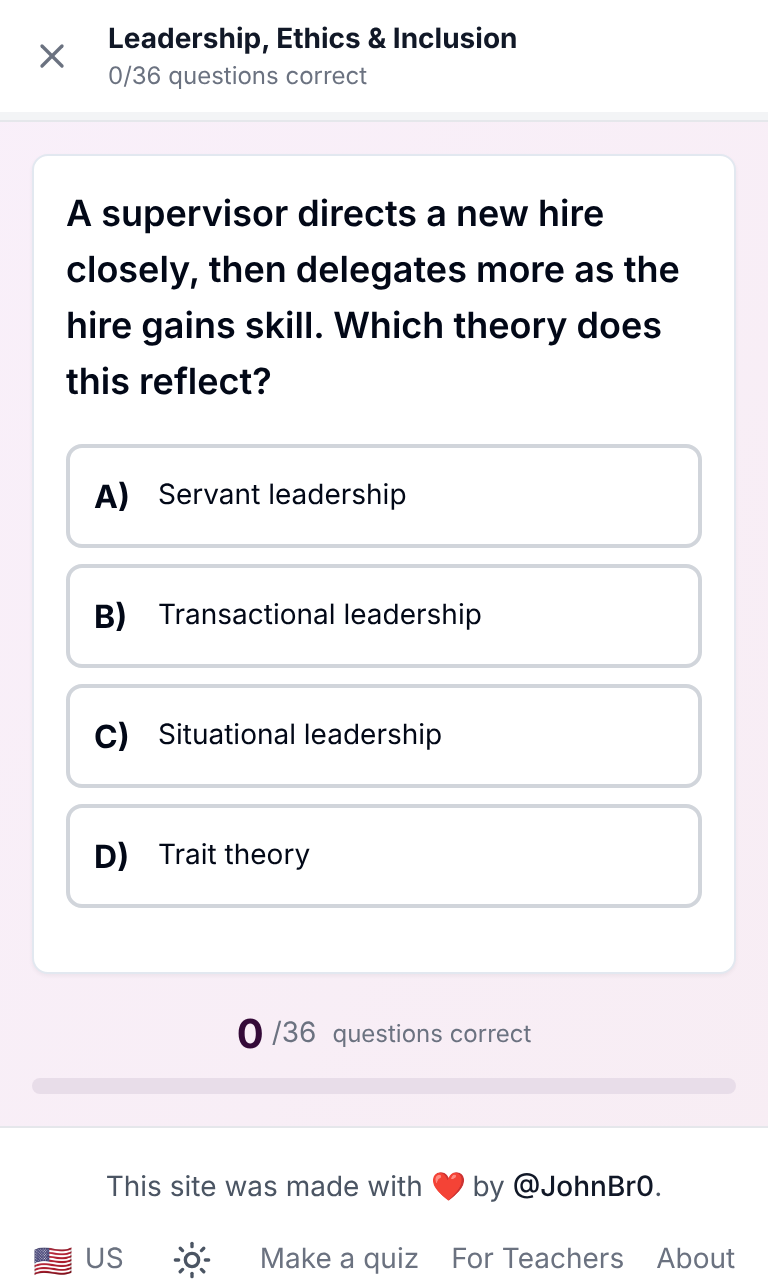 Leadership, Ethics & Inclusion
0/36 questions correct
A supervisor directs a new hire
closely, then delegates more as the
hire gains skill. Which theory does
this reflect?
A) Servant leadership
B) Transactional leadership
C) Situational leadership
D) Trait theory
0 /36 questions correct
This site was made with ❤️ by @JohnBr0.
🇺🇸 US Make a quiz For Teachers About